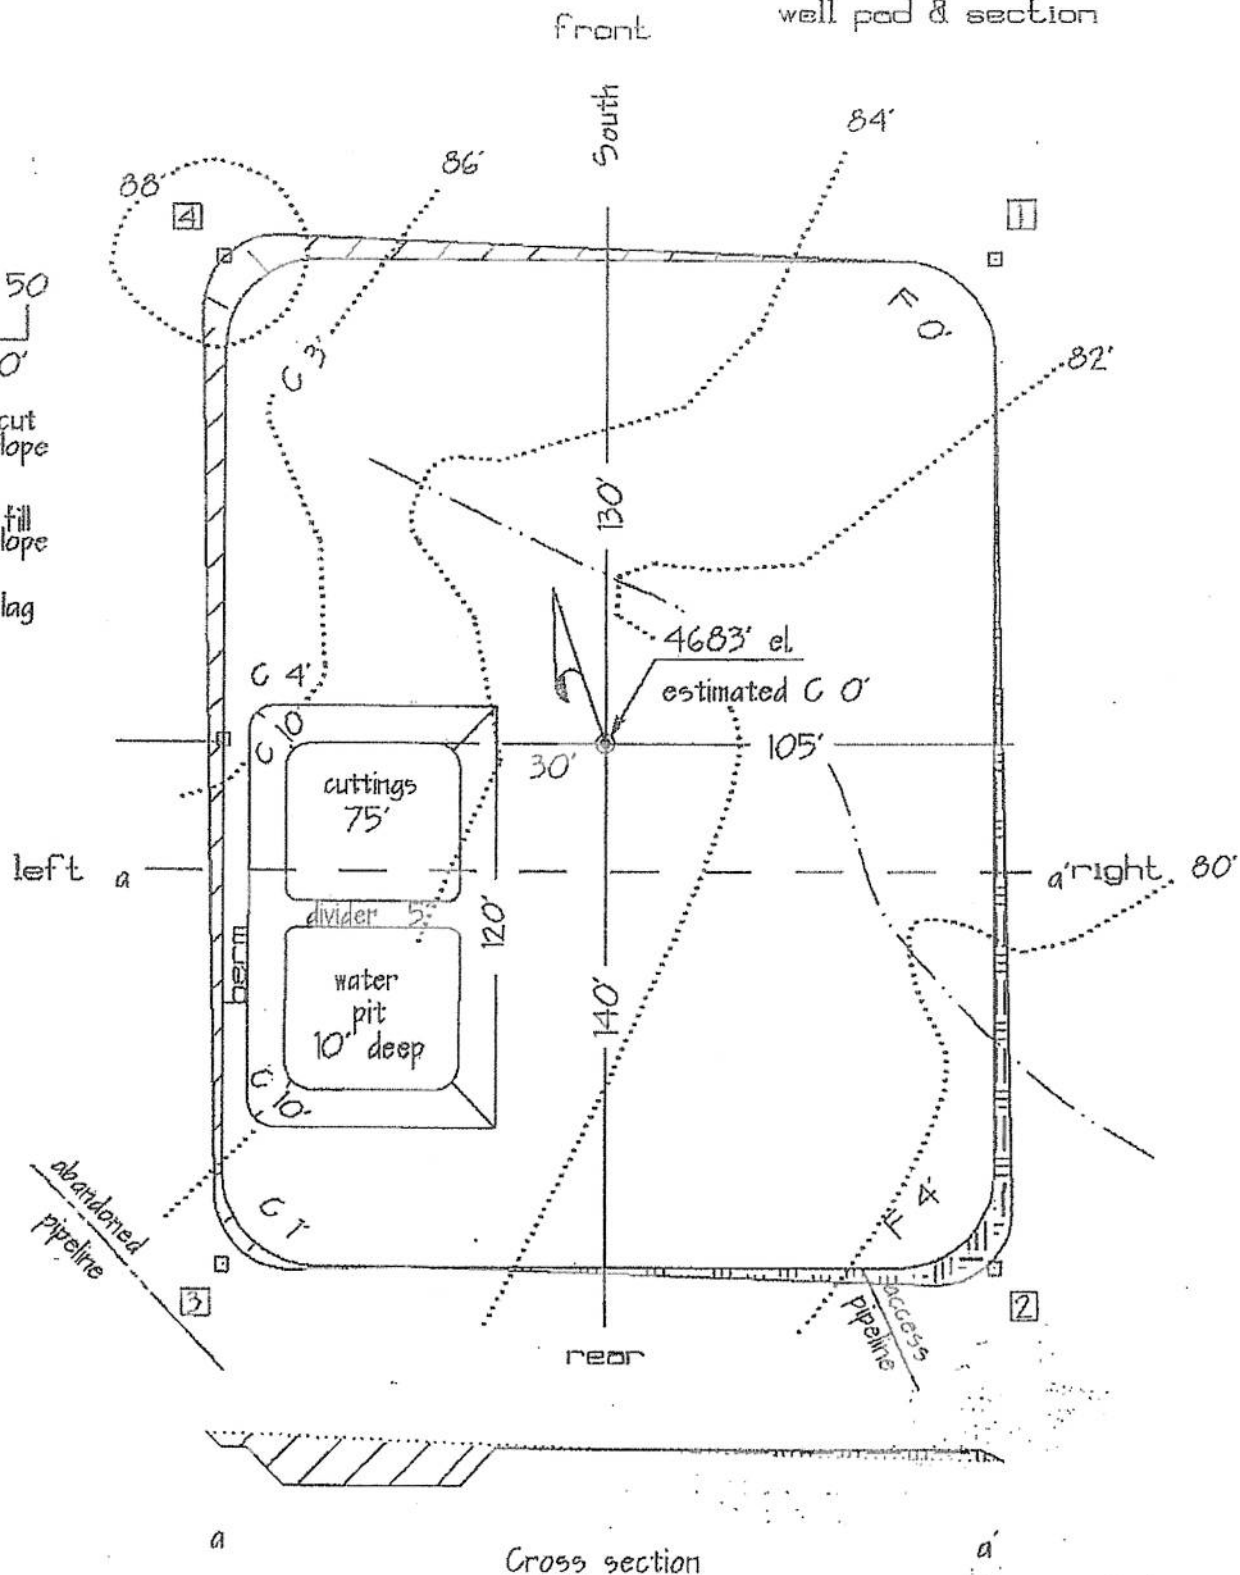 well pad & section
front
South
84'
86'
88'
4
1
50
0'
cut
lope
fill
lope
lag
C 3'
F 0'
82'
130'
4683' el.
estimated C 0'
C 4'
C 10'
30'
105'
cuttings
75'
left
a
a'
right
80'
divider 5'
120'
berm
water
pit
10' deep
140'
C
10'
C 1'
F 4'
abandoned
pipeline
3
2
access
pipeline
rear
a
a'
Cross section